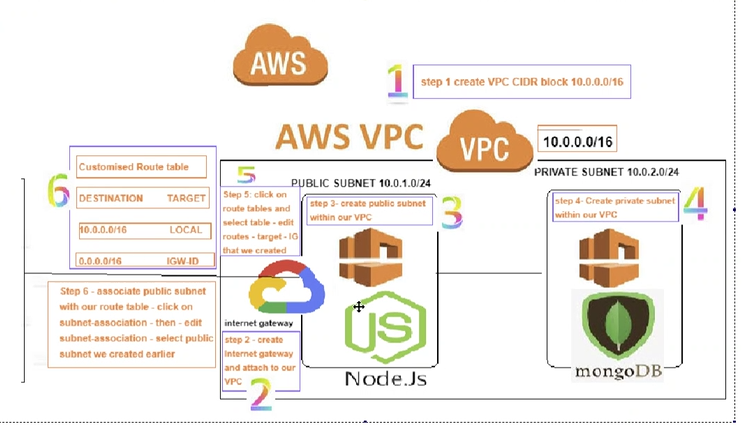 AWS
1
step 1 create VPC CIDR block 10.0.0.0/16
AWS VPC
VPC
10.0.0.0/16
6
Customised Route table
DESTINATION TARGET
10.0.0.0/16 LOCAL
0.0.0.0/16 IGW-ID
5
Step 5: click on
route tables and
select table - edit
routes - target - IG
that we created
PUBLIC SUBNET 10.0.1.0/24
step 3- create public subnet
within our VPC
3
PRIVATE SUBNET 10.0.2.0/24
step 4- Create private subnet
within our VPC
4
Step 6 - associate public subnet
with our route table - click on
subnet-association - then - edit
subnet-association - select public
subnet we created earlier
internet gateway
step 2 - create
Internet gateway
and attach to our
VPC
2
JS
Node.Js
mongoDB